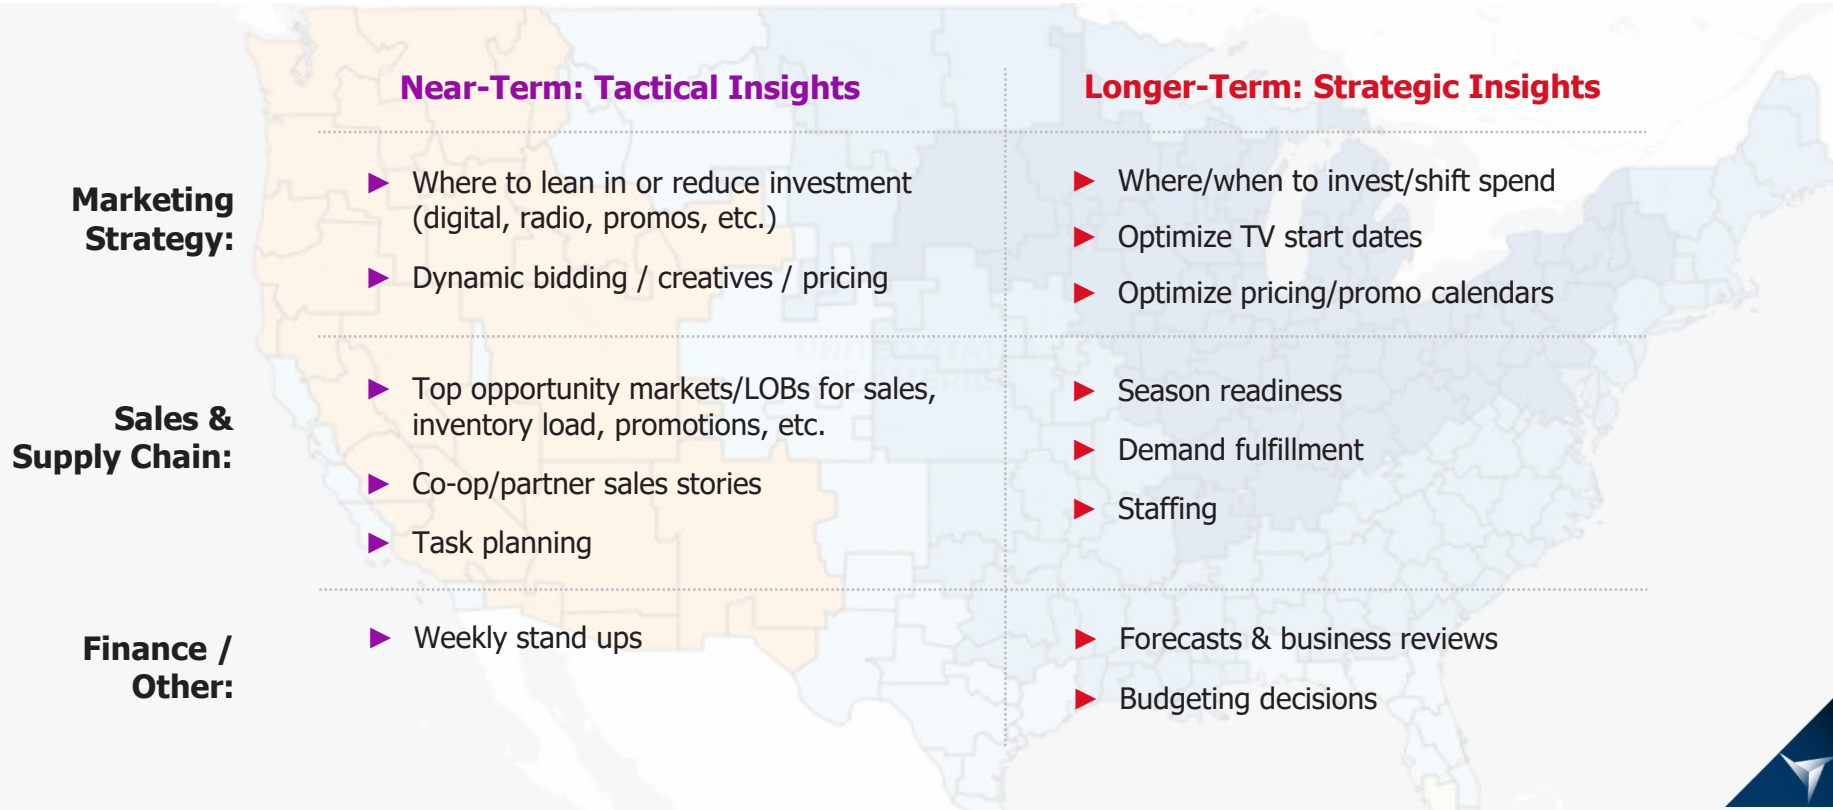 Near-Term: Tactical Insights
Longer-Term: Strategic Insights
Marketing
Strategy:
► Where to lean in or reduce investment
(digital, radio, promos, etc.)
► Dynamic bidding / creatives / pricing
► Where/when to invest/shift spend
► Optimize TV start dates
► Optimize pricing/promo calendars
Sales &
Supply Chain:
► Top opportunity markets/LOBs for sales,
inventory load, promotions, etc.
► Co-op/partner sales stories
► Task planning
► Season readiness
► Demand fulfillment
► Staffing
Finance /
Other:
► Weekly stand ups
► Forecasts & business reviews
► Budgeting decisions